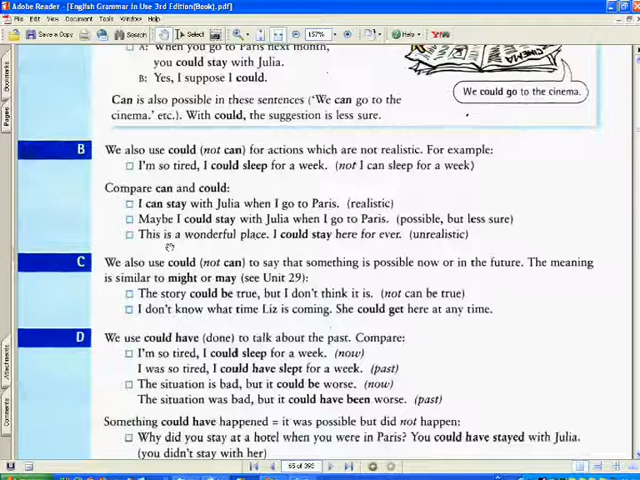 Adobe Reader - [English Grammar in Use 3rd Edition(Book).pdf]
File Edit View Document Tools Window Help
Save a Copy Search Select 157% Help Y!
A: When you go to Paris next month,
you could stay with Julia.
B: Yes, I suppose I could.
Can is also possible in these sentences ('We can go to the
cinema.' etc.). With could, the suggestion is less sure.
CINEMA
We could go to the cinema.
B We also use could (not can) for actions which are not realistic. For example:
I'm so tired, I could sleep for a week. (not I can sleep for a week)
Compare can and could:
I can stay with Julia when I go to Paris. (realistic)
Maybe I could stay with Julia when I go to Paris. (possible, but less sure)
This is a wonderful place. I could stay here for ever. (unrealistic)
C We also use could (not can) to say that something is possible now or in the future. The meaning
is similar to might or may (see Unit 29):
The story could be true, but I don't think it is. (not can be true)
I don't know what time Liz is coming. She could get here at any time.
D We use could have (done) to talk about the past. Compare:
I'm so tired, I could sleep for a week. (now)
I was so tired, I could have slept for a week. (past)
The situation is bad, but it could be worse. (now)
The situation was bad, but it could have been worse. (past)
Something could have happened = it was possible but did not happen:
Why did you stay at a hotel when you were in Paris? You could have stayed with Julia.
(you didn't stay with her)
Bookmarks
Pages
Attachments
Comments
65 of 393